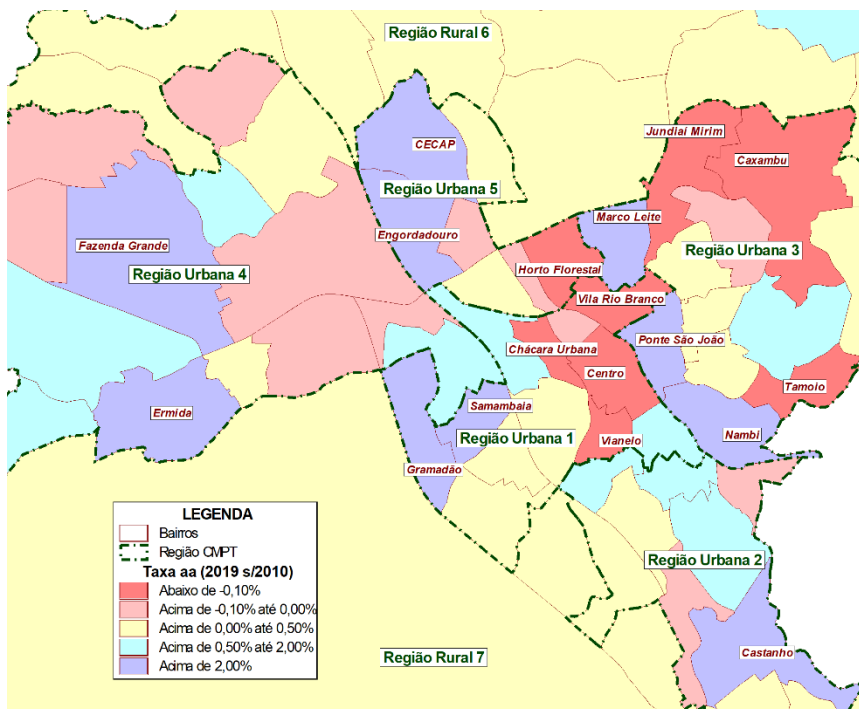 Região Rural 6
Jundiaí Mirim
CECAP
Caxambu
Região Urbana 5
Marco Leite
Engordadouro
Fazenda Grande
Região Urbana 3
Região Urbana 4
Horto Florestal
Vila Rio Branco
Ponte São João
Chácara Urbana
Centro
Tamoio
Ermida
Samambaia
Nambi
Região Urbana 1
Vianelo
Gramadão
LEGENDA
Bairros
Região CMPT
Taxa aa (2019 s/2010)
Abaixo de -0,10%
Acima de -0,10% até 0,00%
Acima de 0,00% até 0,50%
Acima de 0,50% até 2,00%
Acima de 2,00%
Região Urbana 2
Castanho
Região Rural 7